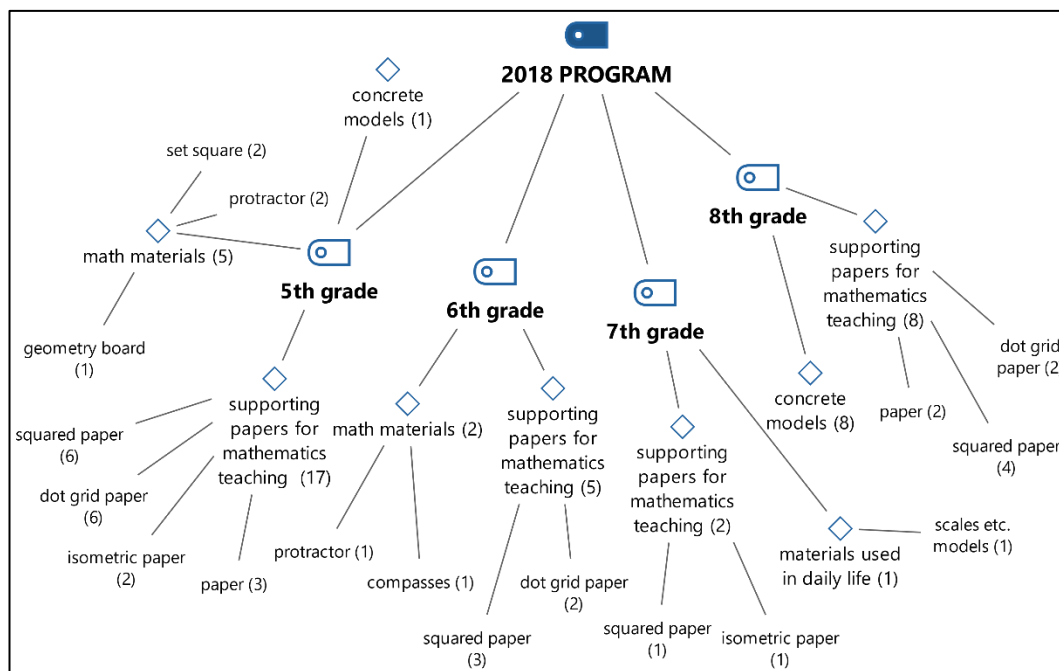 2018 PROGRAM
concrete
models (1)
set square (2)
protractor (2)
math materials (5)
geometry board
(1)
5th grade
supporting
papers for
mathematics
teaching (17)
squared paper
(6)
dot grid paper
(6)
isometric paper
(2)
paper (3)
6th grade
math materials (2)
protractor (1)
compasses (1)
supporting
papers for
mathematics
teaching (5)
squared paper
(3)
dot grid paper
(2)
7th grade
supporting
papers for
mathematics
teaching (2)
squared paper
(1)
isometric paper
(1)
materials used
in daily life (1)
scales etc.
models (1)
8th grade
concrete
models (8)
supporting
papers for
mathematics
teaching (8)
paper (2)
squared paper
(4)
dot grid
paper (2